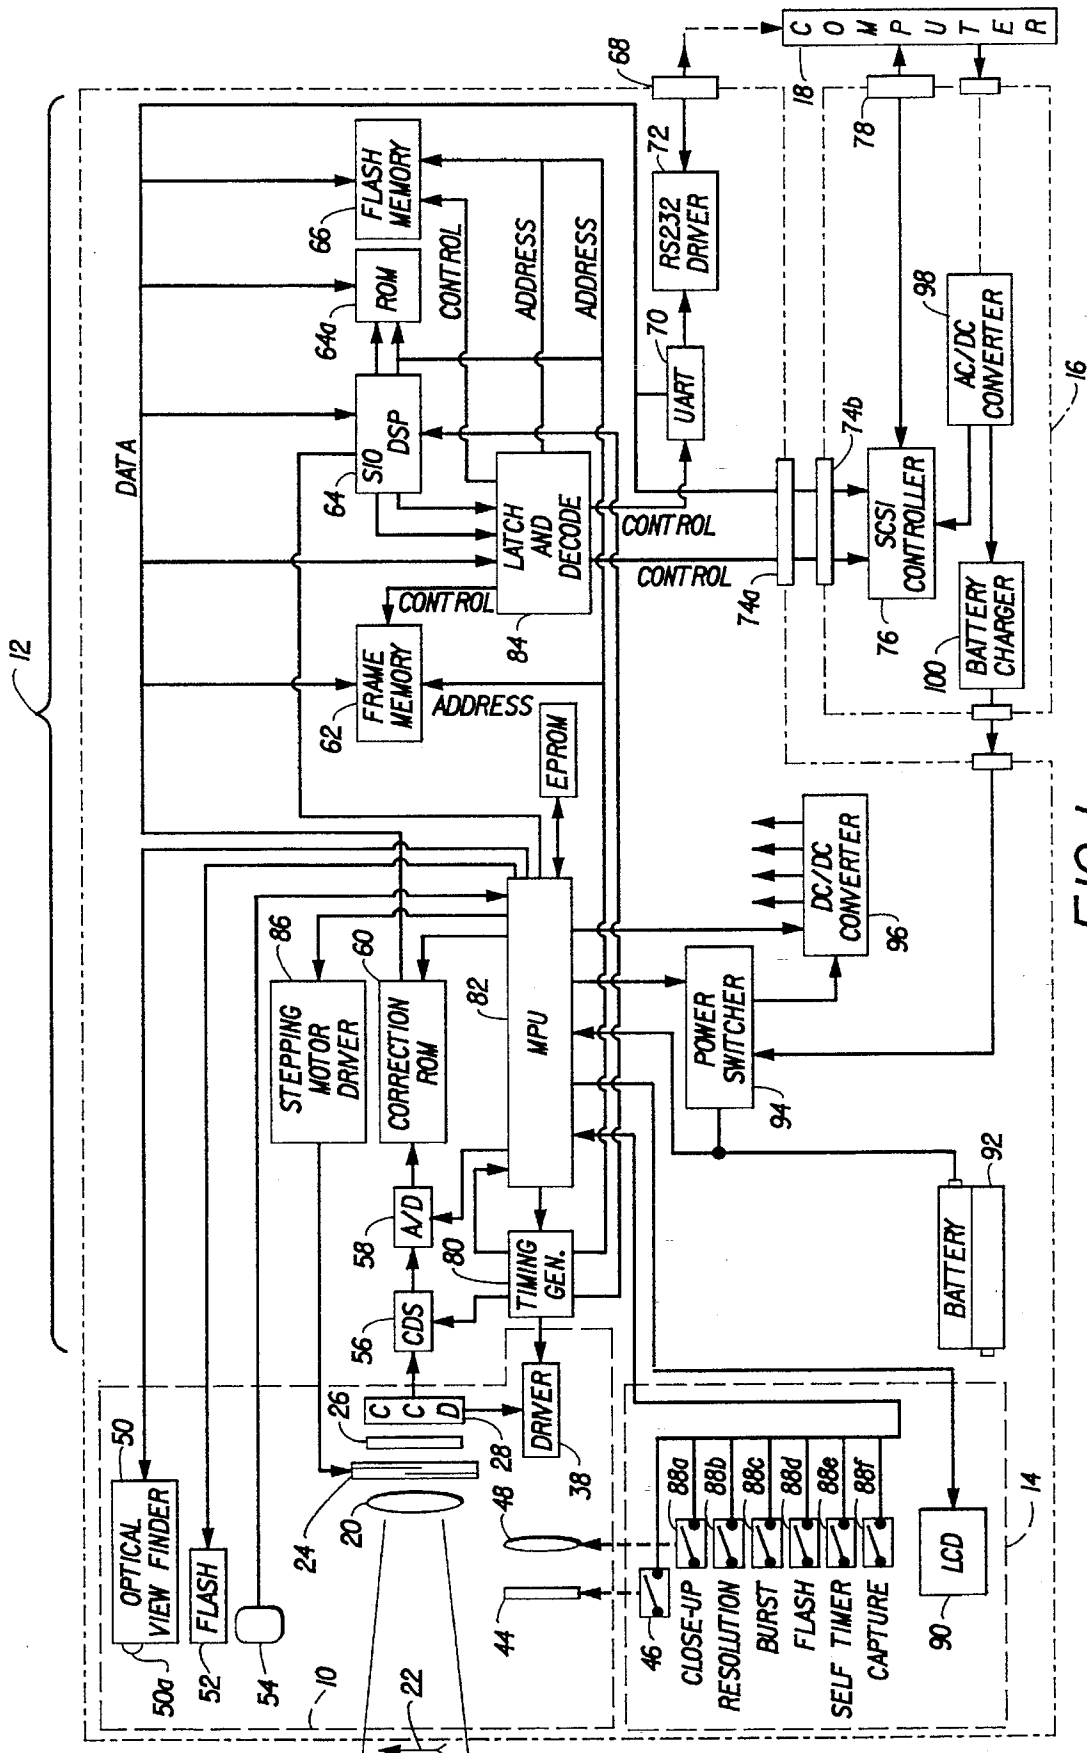 12
DATA
COMPUTER
18
68
50
OPTICAL
VIEW FINDER
50a
52
FLASH
54
10
22
24
20
26
C C D
28
DRIVER
38
56
CDS
58
A/D
86
STEPPING
MOTOR
DRIVER
60
CORRECTION
ROM
80
TIMING
GEN.
82
MPU
EPROM
62
FRAME
MEMORY
ADDRESS
CONTROL
64
SIO
DSP
64a
ROM
66
FLASH
MEMORY
CONTROL
ADDRESS
ADDRESS
84
LATCH
AND
DECODE
CONTROL
CONTROL
70
UART
72
RS232
DRIVER
74a
74b
76
SCSI
CONTROLLER
78
98
AC/DC
CONVERTER
100
BATTERY
CHARGER
16
44
48
46
CLOSE-UP
88a
RESOLUTION
88b
BURST
88c
FLASH
88d
SELF TIMER
88e
CAPTURE
88f
90
LCD
14
BATTERY
92
94
POWER
SWITCHER
96
DC/DC
CONVERTER